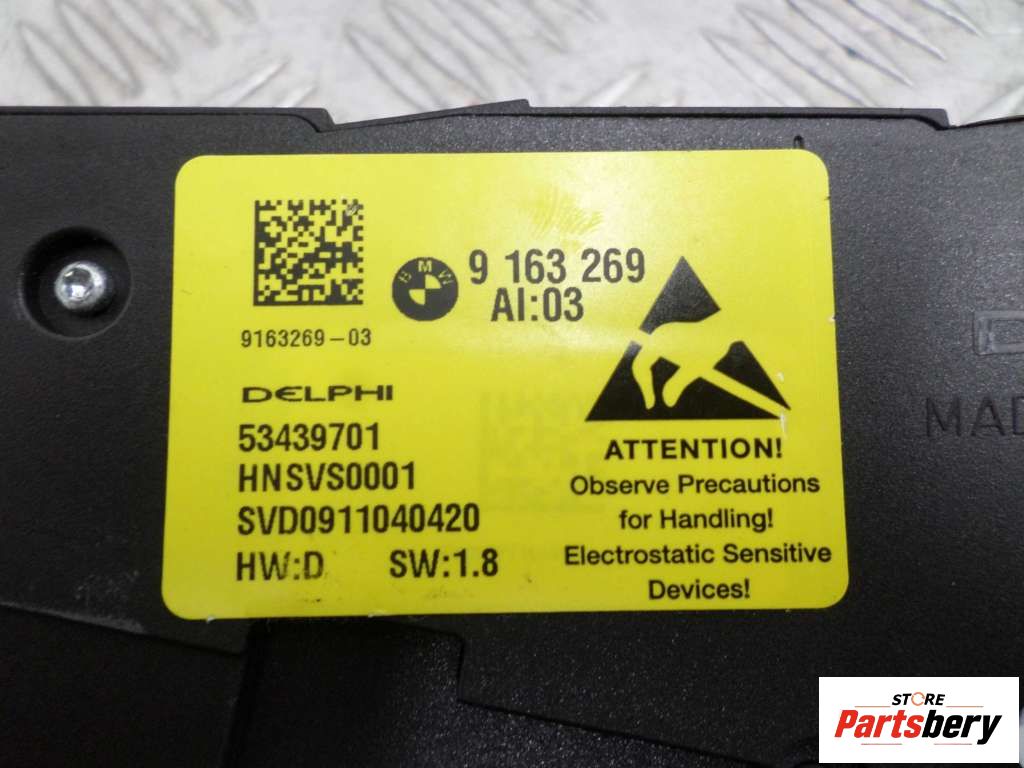 BMW
9 163 269
AI:03
9163269-03
DELPHI
53439701
HNSVS0001
SVD0911040420
HW:D SW:1.8
ATTENTION!
Observe Precautions
for Handling!
Electrostatic Sensitive
Devices!
STORE
Partsbery